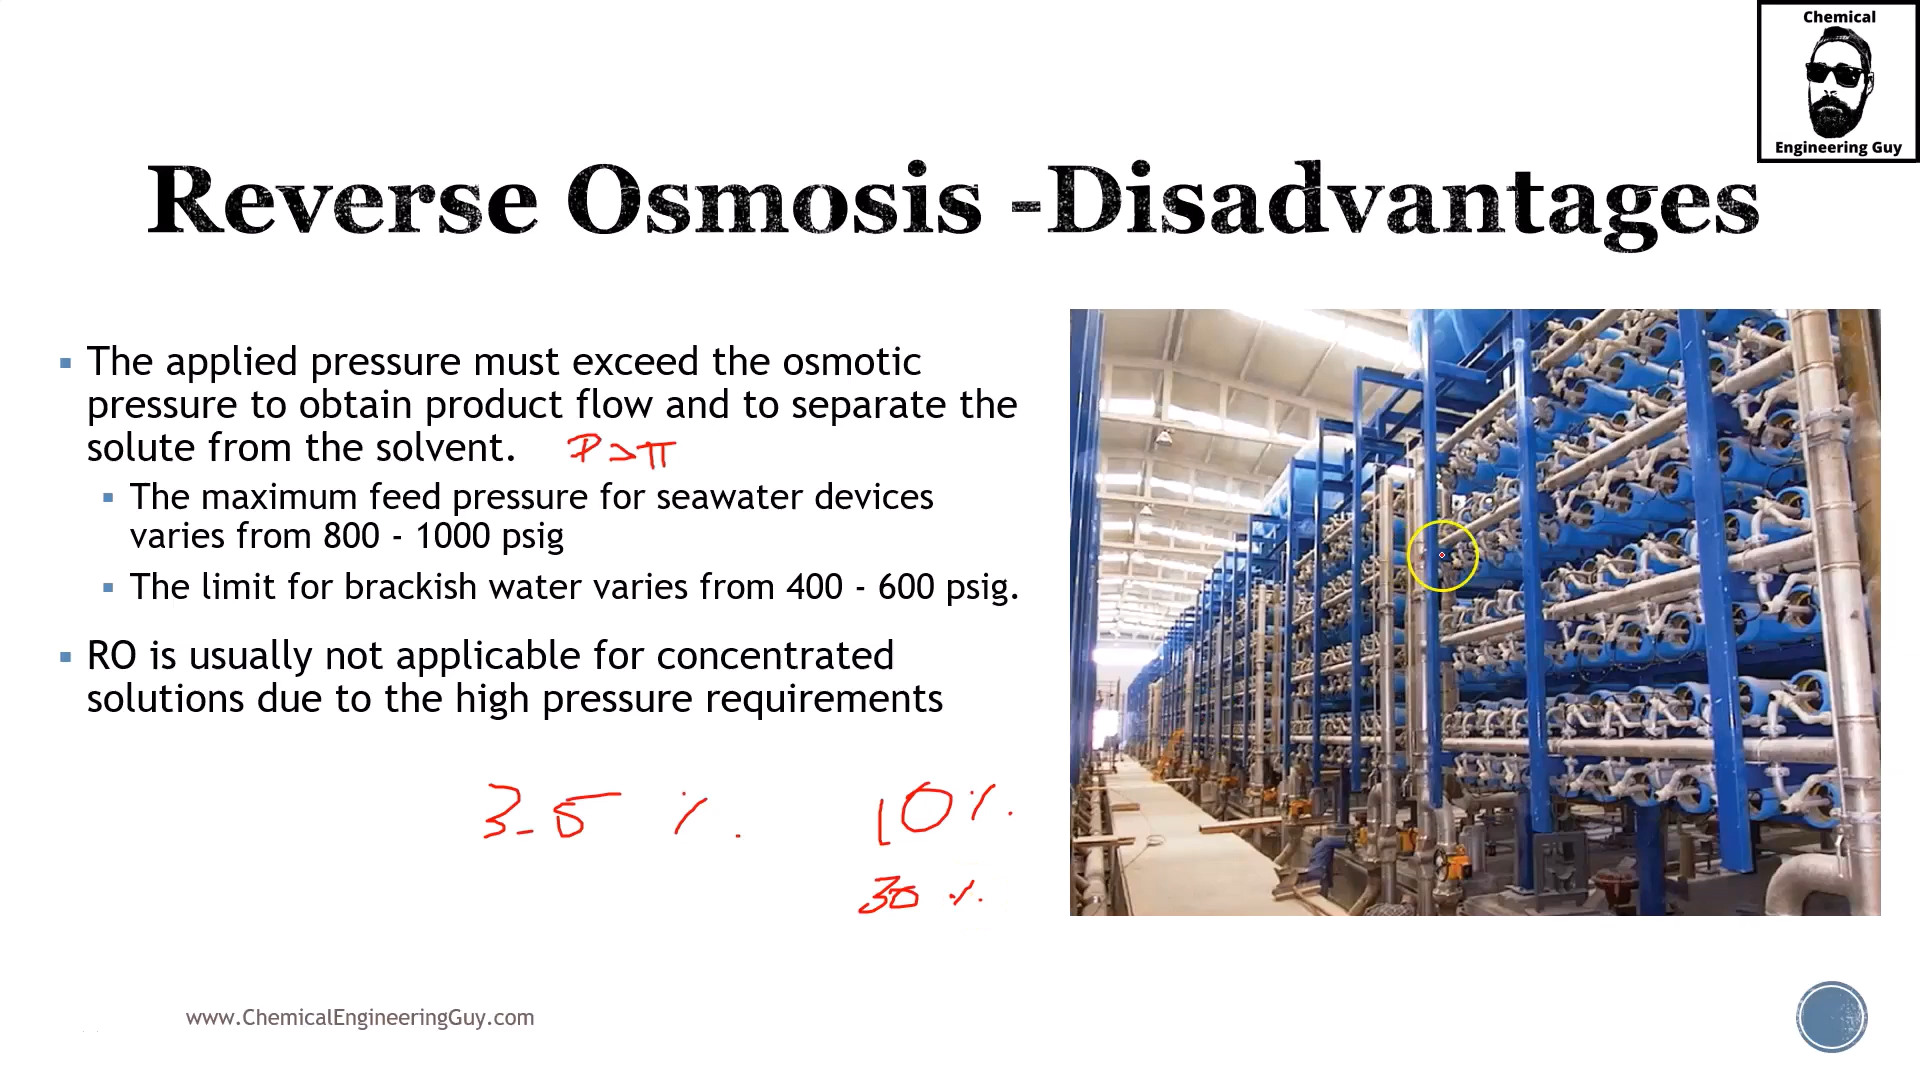 Chemical
Engineering Guy
Reverse Osmosis -Disadvantages
The applied pressure must exceed the osmotic
pressure to obtain product flow and to separate the
solute from the solvent. P > π
The maximum feed pressure for seawater devices
varies from 800 - 1000 psig
The limit for brackish water varies from 400 - 600 psig.
RO is usually not applicable for concentrated
solutions due to the high pressure requirements
3-5 % 10%
30 %
www.ChemicalEngineeringGuy.com